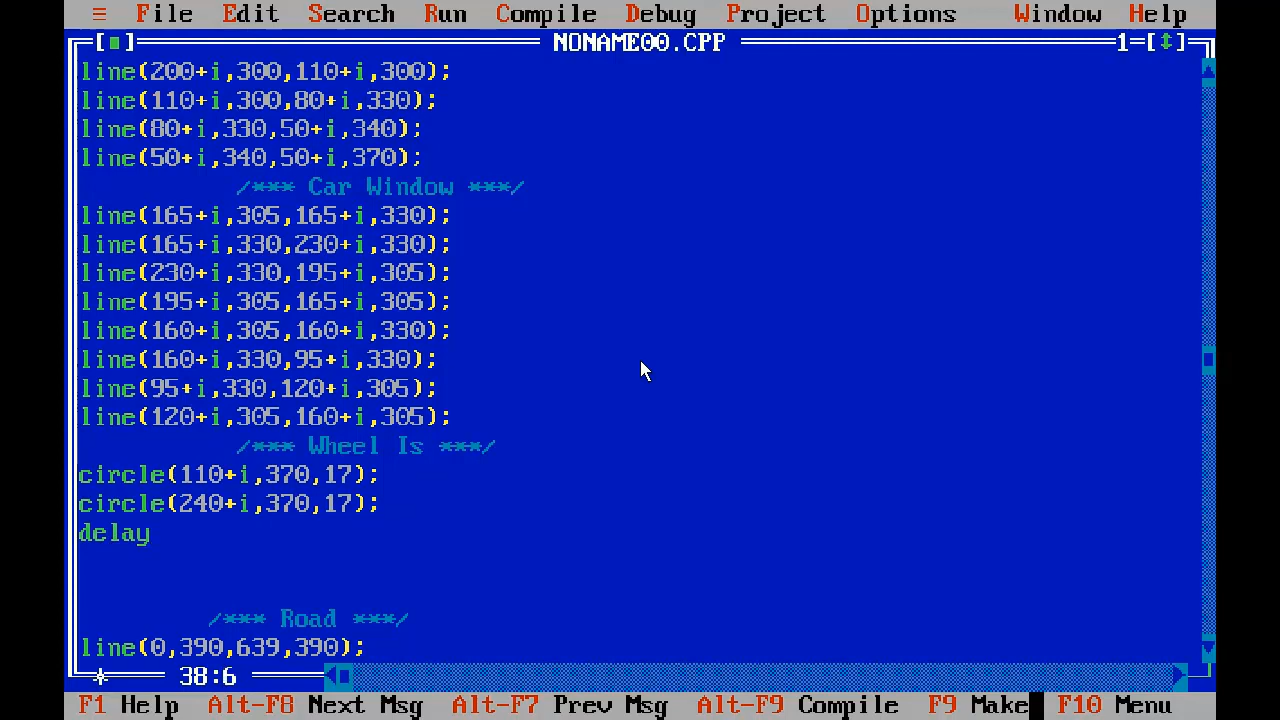 ≡ File Edit Search Run Compile Debug Project Options Window Help
[■] NONAME00.CPP 1=[↕]
line(200+i,300,110+i,300);
line(110+i,300,80+i,330);
line(80+i,330,50+i,340);
line(50+i,340,50+i,370);
/*** Car Window ***/
line(165+i,305,165+i,330);
line(165+i,330,230+i,330);
line(230+i,330,195+i,305);
line(195+i,305,165+i,305);
line(160+i,305,160+i,330);
line(160+i,330,95+i,330);
line(95+i,330,120+i,305);
line(120+i,305,160+i,305);
/*** Wheel Is ***/
circle(110+i,370,17);
circle(240+i,370,17);
delay
/*** Road ***/
line(0,390,639,390);
38:6
F1 Help Alt-F8 Next Msg Alt-F7 Prev Msg Alt-F9 Compile F9 Make F10 Menu